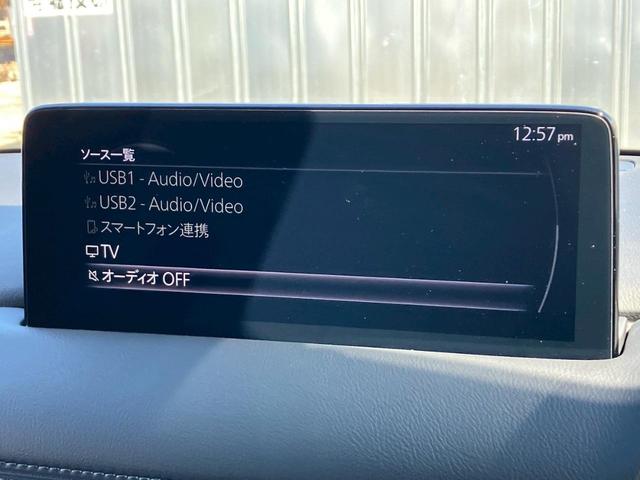 12:57 pm
ソース一覧
USB1 - Audio/Video
USB2 - Audio/Video
スマートフォン連携
TV
オーディオ OFF